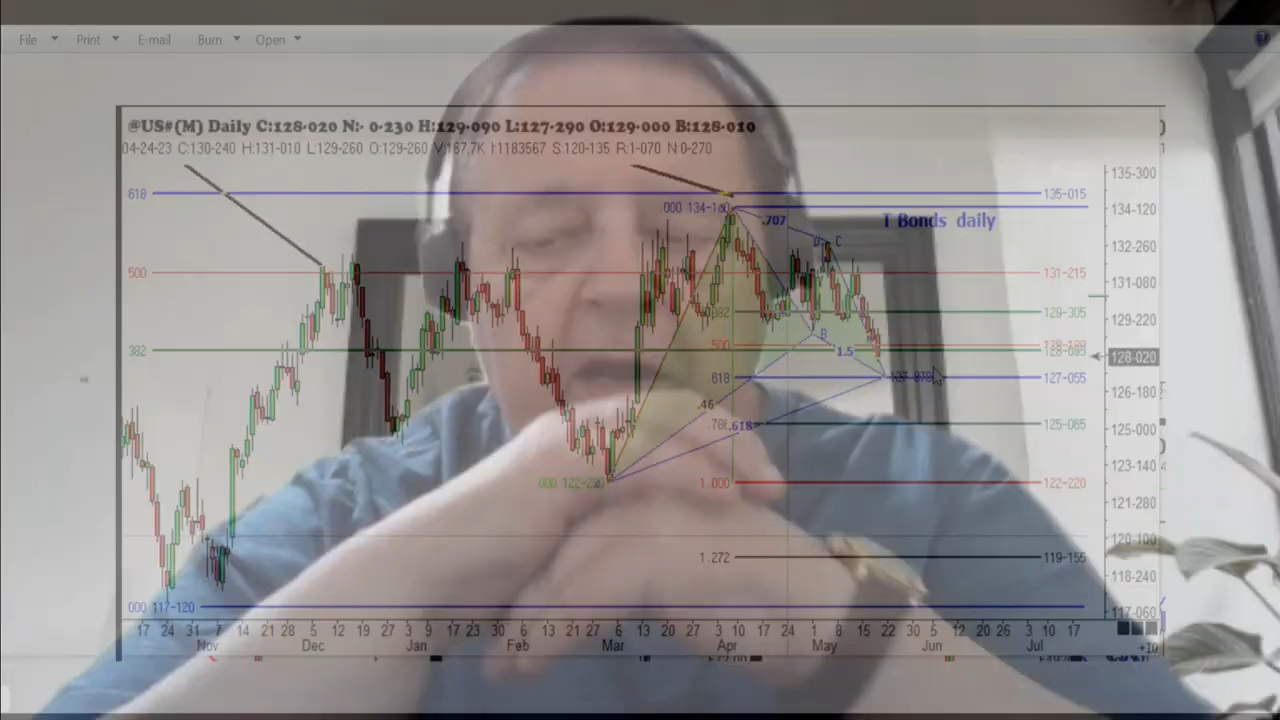 File Print E-mail Burn Open
@US#(M) Daily C:128-020 N:- 0-230 H:129-090 L:127-290 O:129-000 B:128-010
04-24-23 C:130-240 H:131-010 L:129-260 O:129-260 V:167.7K I:1183567 S:120-135 R:1-070 N:0-270
135-300
618 135-015
.000 134-160 134-120
.707 T Bonds daily
D C
132-260
500 131-215
131-080
.382 129-305
129-220
B
500
382 1.5
128-020
618 127-055
126-180
.46
.618 125-065
125-000
123-140
000 122-220 1.000 122-220
121-280
120-100
1.272 119-155
118-240
000 117-120 117-060
17 24 31 7 14 21 28 5 12 19 27 3 9 17 23 30 6 13 21 27 6 13 20 27 3 10 17 24 1 8 15 22 30 5 12 20 26 3 10 17
Nov Dec Jan Feb Mar Apr May Jun Jul
+10